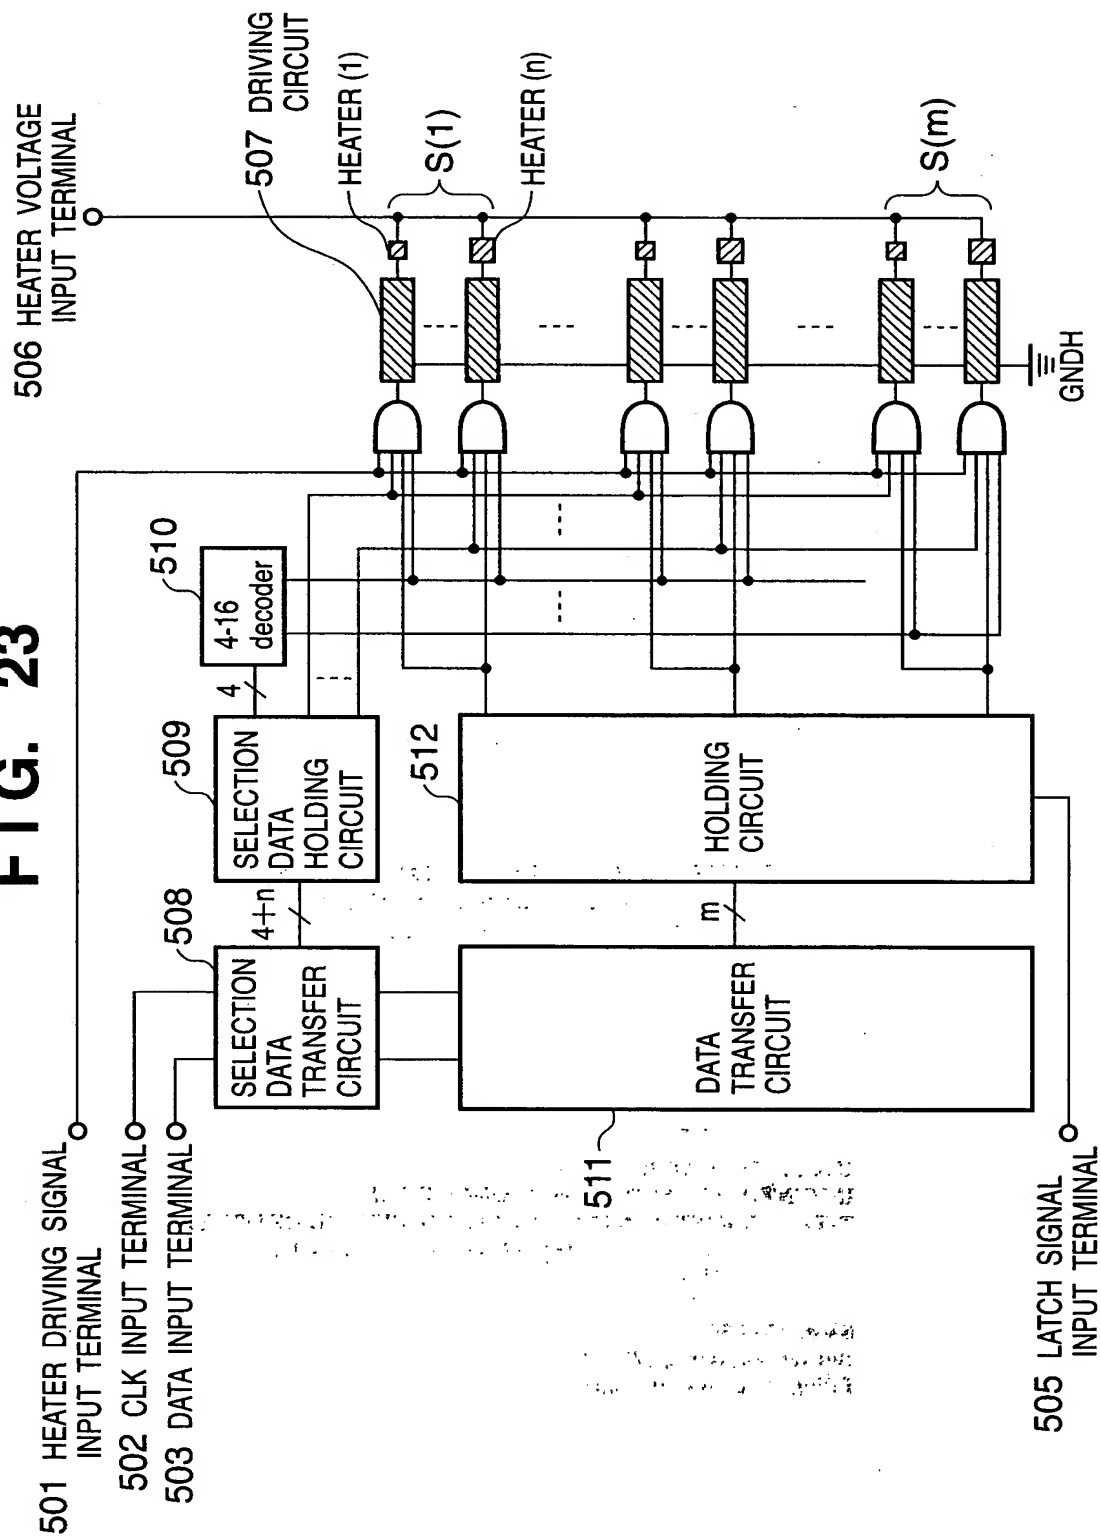 FIG. 23
506 HEATER VOLTAGE
INPUT TERMINAL
507 DRIVING
CIRCUIT
HEATER (1)
S(1)
HEATER (n)
S(m)
GNDH
510
4-16
decoder
4
509
SELECTION
DATA
HOLDING
CIRCUIT
512
HOLDING
CIRCUIT
508
4+n
SELECTION
DATA
TRANSFER
CIRCUIT
m
DATA
TRANSFER
CIRCUIT
511
501 HEATER DRIVING SIGNAL
INPUT TERMINAL
502 CLK INPUT TERMINAL
503 DATA INPUT TERMINAL
505 LATCH SIGNAL
INPUT TERMINAL